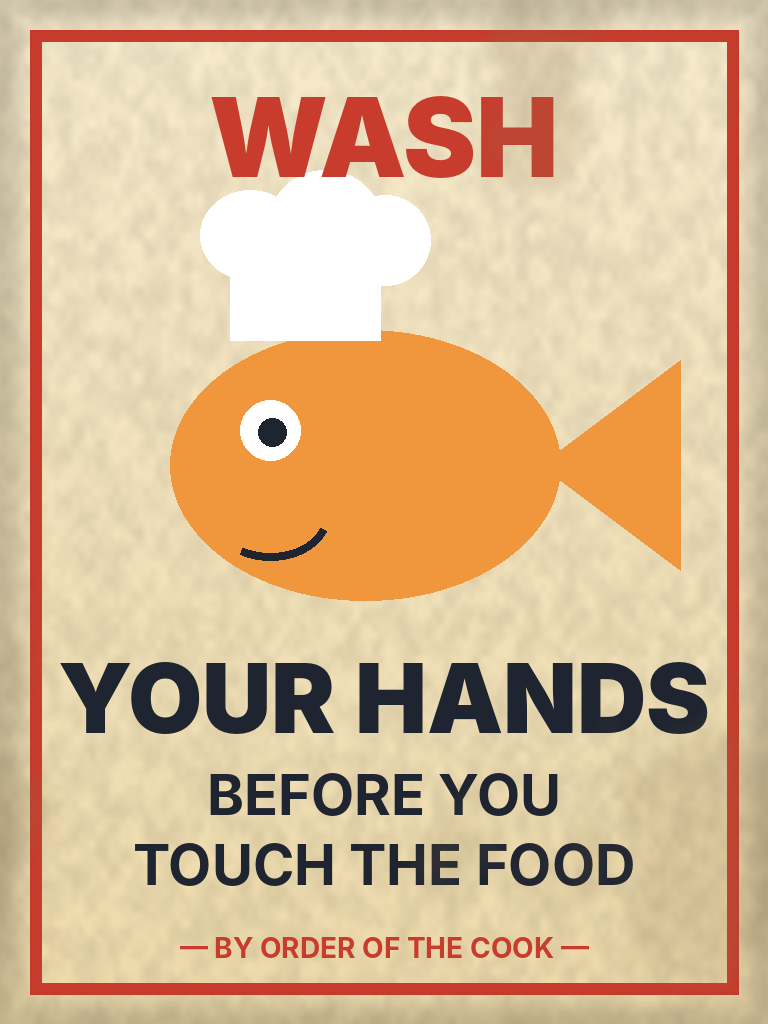 WASH
YOUR HANDS
BEFORE YOU
TOUCH THE FOOD
— BY ORDER OF THE COOK —